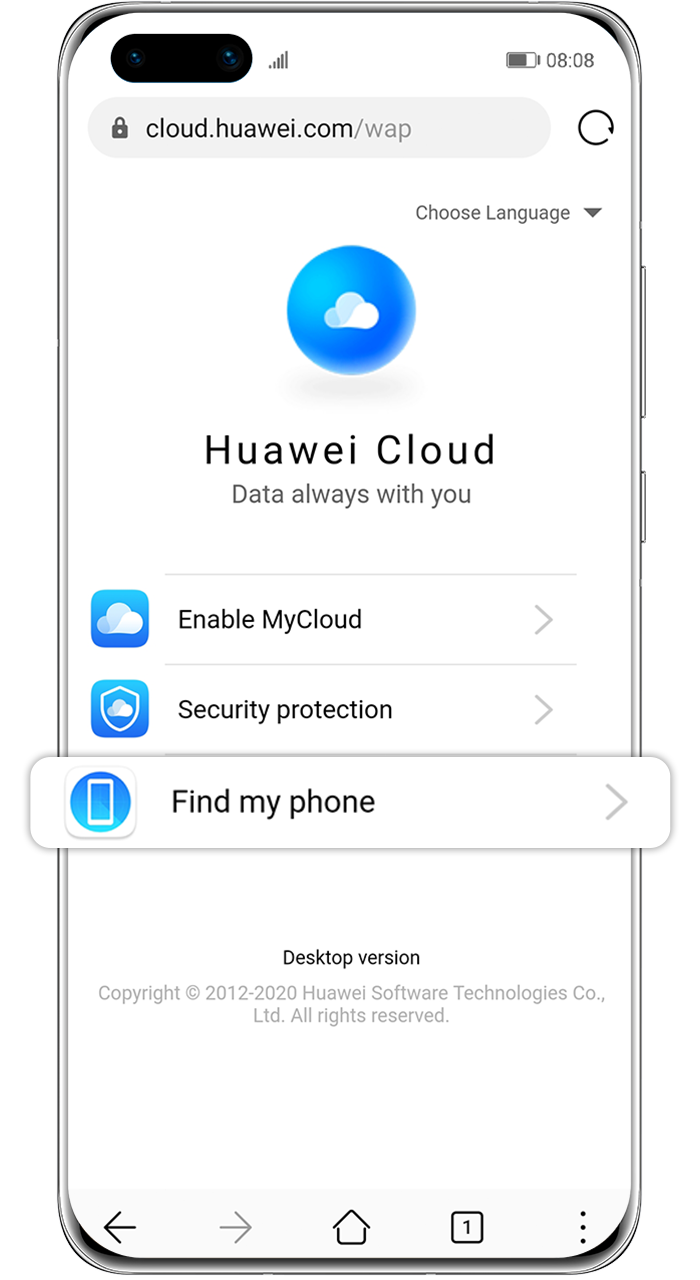 08:08
cloud.huawei.com/wap
Choose Language
Huawei Cloud
Data always with you
Enable MyCloud
Security protection
Find my phone
Desktop version
Copyright © 2012-2020 Huawei Software Technologies Co.,
Ltd. All rights reserved.
1